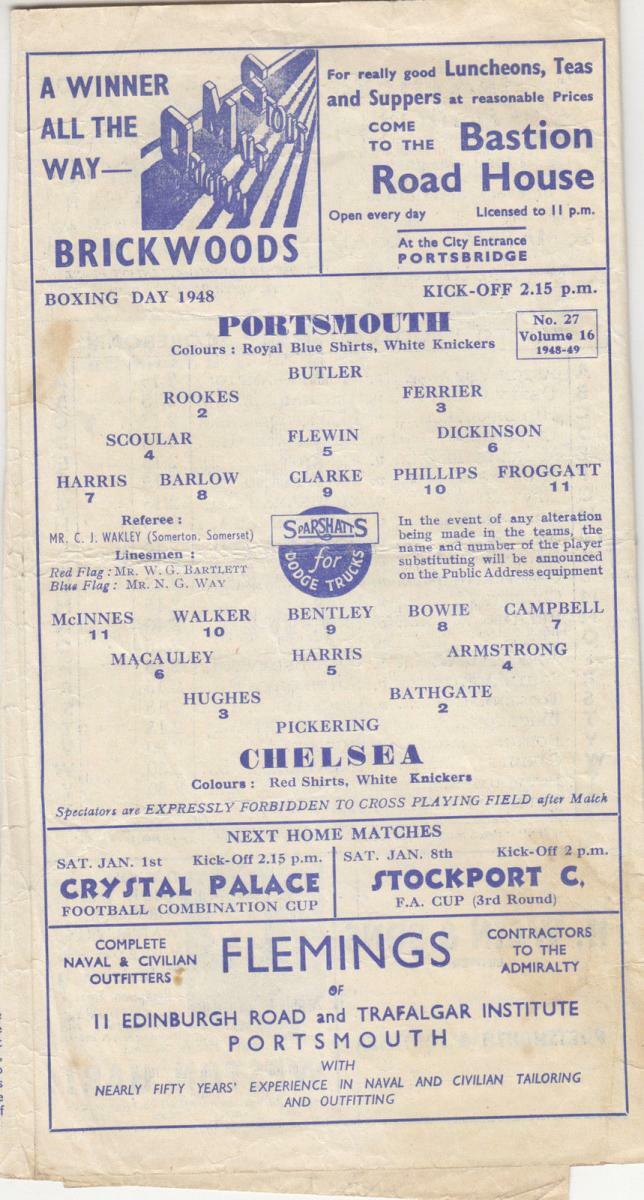 A WINNER
ALL THE
WAY—
OMS
STOUT
LIGHT
ORIGINAL
BRICKWOODS
For really good Luncheons, Teas
and Suppers at reasonable Prices
COME
TO THE Bastion
Road House
Open every day Licensed to 11 p.m.
At the City Entrance
PORTSBRIDGE
BOXING DAY 1948 KICK-OFF 2.15 p.m.
PORTSMOUTH
Colours : Royal Blue Shirts, White Knickers
No. 27
Volume 16
1948-49
BUTLER
ROOKES FERRIER
2 3
SCOULAR FLEWIN DICKINSON
4 5 6
HARRIS BARLOW CLARKE PHILLIPS FROGGATT
7 8 9 10 11
Referee :
MR. C. J. WAKLEY (Somerton, Somerset)
Linesmen :
Red Flag : MR. W. G. BARTLETT
Blue Flag : MR. N. G. WAY
SPARSHATTS
for
DODGE TRUCKS
In the event of any alteration
being made in the teams, the
name and number of the player
substituting will be announced
on the Public Address equipment
McINNES WALKER BENTLEY BOWIE CAMPBELL
11 10 9 8 7
MACAULEY HARRIS ARMSTRONG
6 5 4
HUGHES BATHGATE
3 2
PICKERING
CHELSEA
Colours : Red Shirts, White Knickers
Spectators are EXPRESSLY FORBIDDEN TO CROSS PLAYING FIELD after Match
NEXT HOME MATCHES
SAT. JAN. 1st Kick-Off 2.15 p.m.
CRYSTAL PALACE
FOOTBALL COMBINATION CUP
SAT. JAN. 8th Kick-Off 2 p.m.
STOCKPORT C.
F.A. CUP (3rd Round)
COMPLETE
NAVAL & CIVILIAN
OUTFITTERS
FLEMINGS
CONTRACTORS
TO THE
ADMIRALTY
OF
11 EDINBURGH ROAD and TRAFALGAR INSTITUTE
PORTSMOUTH
WITH
NEARLY FIFTY YEARS' EXPERIENCE IN NAVAL AND CIVILIAN TAILORING
AND OUTFITTING